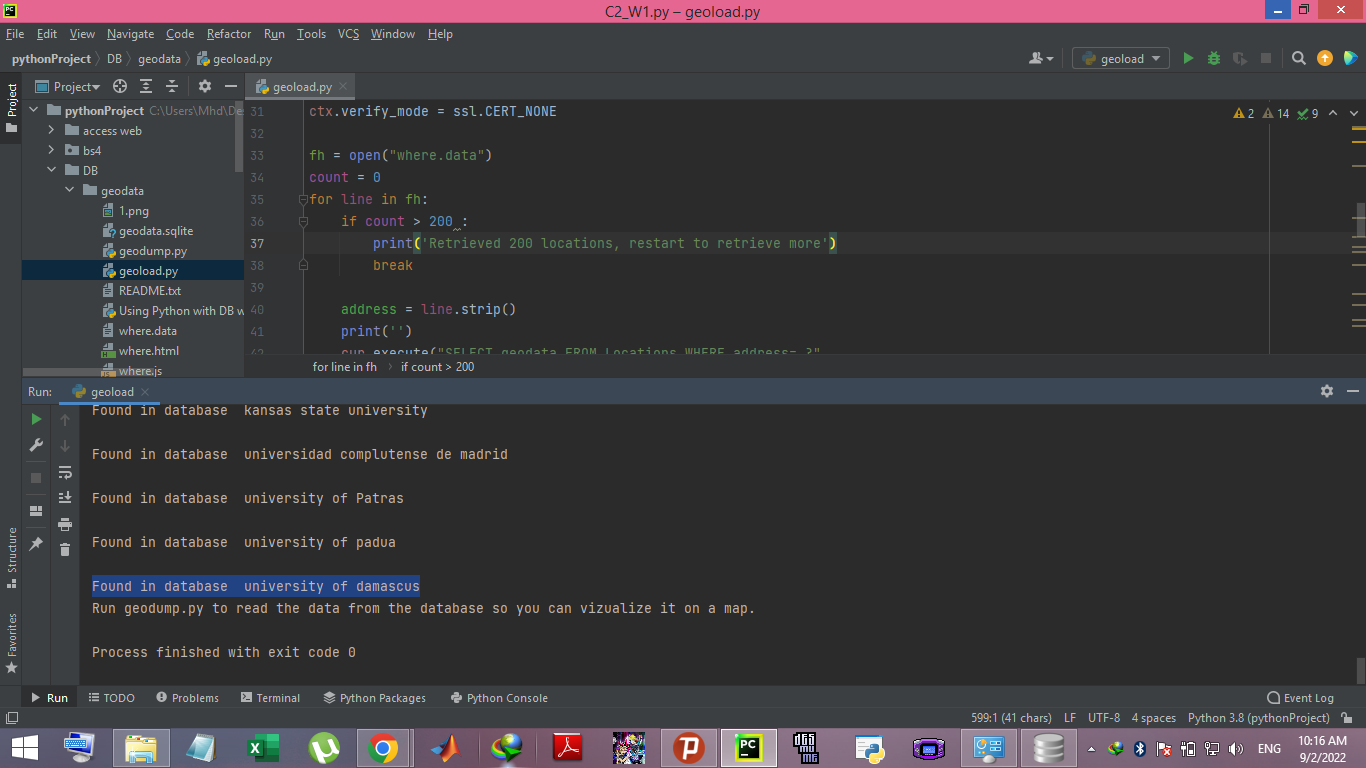 C2_W1.py – geoload.py
File Edit View Navigate Code Refactor Run Tools VCS Window Help
pythonProject DB geodata geoload.py
geoload
Project
Project
geoload.py
pythonProject C:\Users\Mhd\De
access web
bs4
DB
geodata
1.png
geodata.sqlite
geodump.py
geoload.py
README.txt
Using Python with DB w
where.data
where.html
where.js
2 14 9
31 ctx.verify_mode = ssl.CERT_NONE
32
33 fh = open("where.data")
34 count = 0
35 for line in fh:
36 if count > 200 :
37 print('Retrieved 200 locations, restart to retrieve more')
38 break
39
40 address = line.strip()
41 print('')
42 cur.execute("SELECT geodata FROM Locations WHERE address= ?"
for line in fh if count > 200
Run: geoload
Found in database  kansas state university
Found in database  universidad complutense de madrid
Found in database  university of Patras
Found in database  university of padua
Found in database  university of damascus
Run geodump.py to read the data from the database so you can vizualize it on a map.
Process finished with exit code 0
Structure
Favorites
Run TODO Problems Terminal Python Packages Python Console Event Log
599:1 (41 chars) LF UTF-8 4 spaces Python 3.8 (pythonProject)
ENG
10:16 AM
9/2/2022